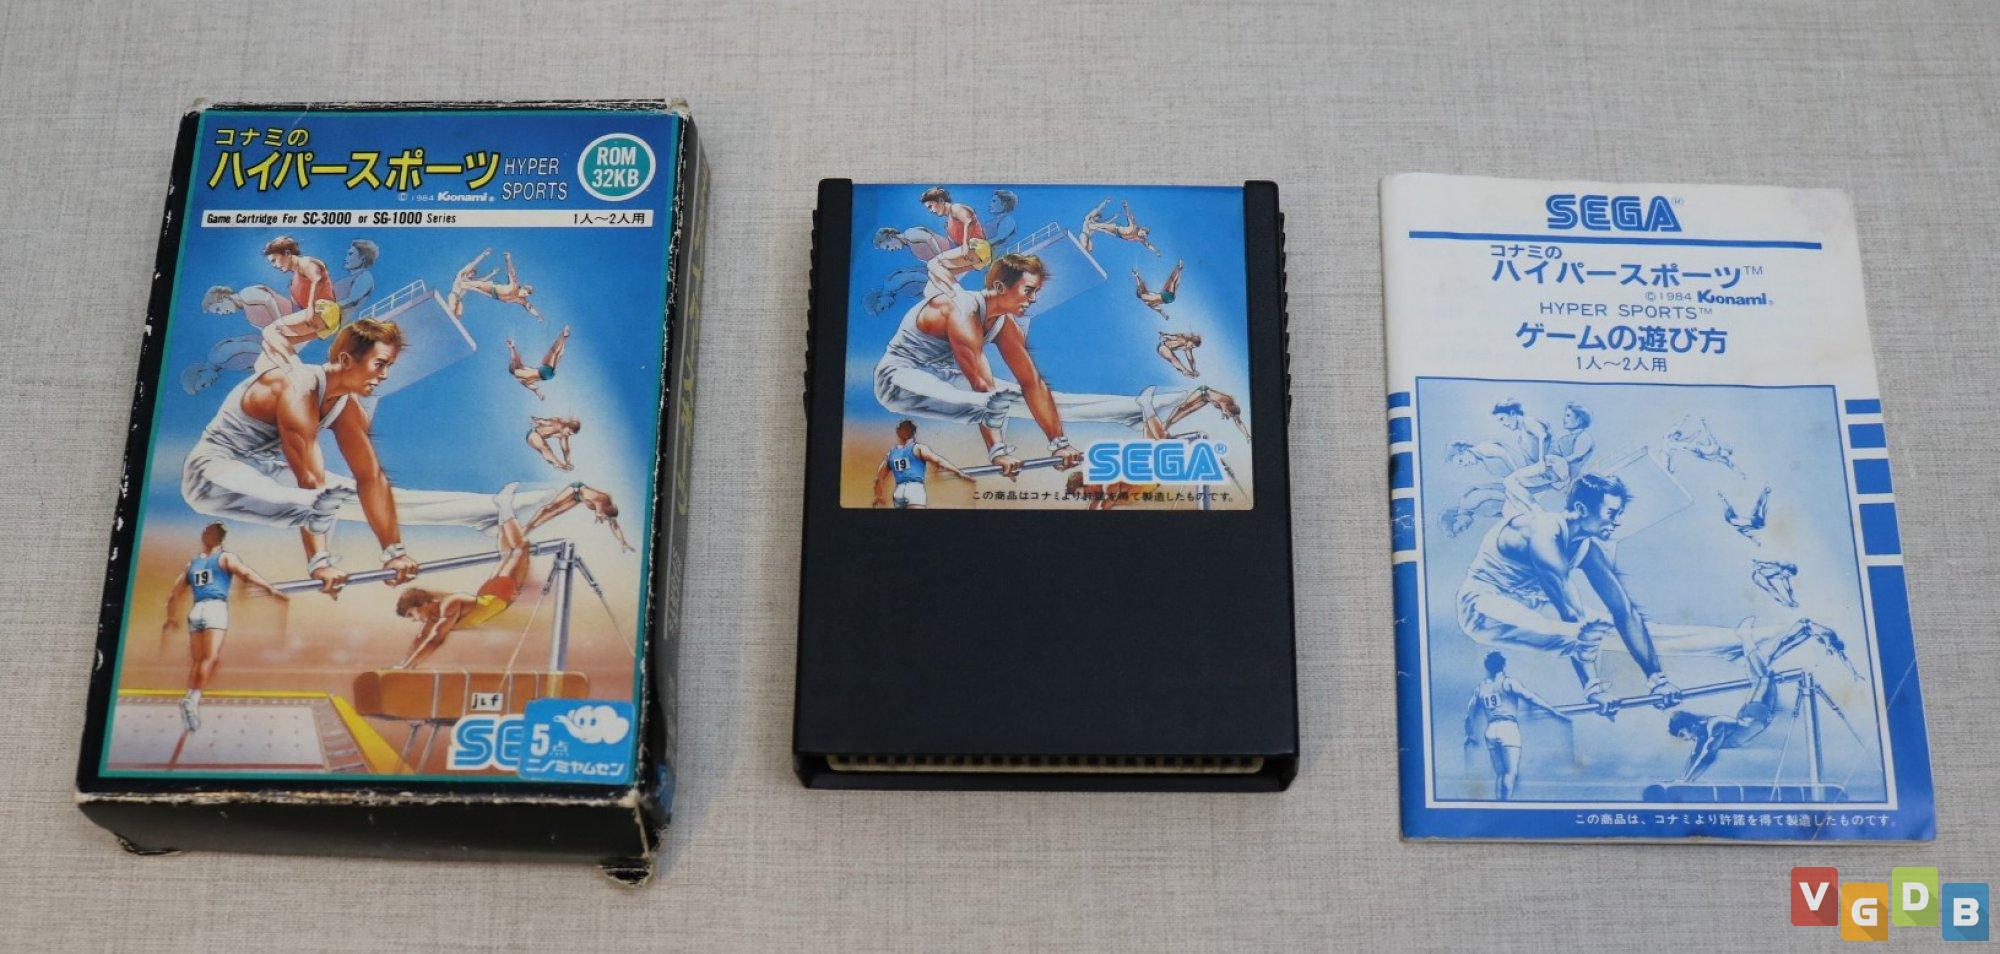 コナミの
ハイパースポーツ HYPER SPORTS
© 1984 Konami®
ROM 32KB
Game Cartridge For SC-3000 or SG-1000 Series 1人～2人用
19
j&f
SE
5点
ニノミヤムセン
19
SEGA®
この商品はコナミより許諾を得て製造したものです。
SEGA®
コナミの
ハイパースポーツ™
©1984 Konami®
HYPER SPORTS™
ゲームの遊び方
1人～2人用
19
この商品は、コナミより許諾を得て製造したものです。
VGDB